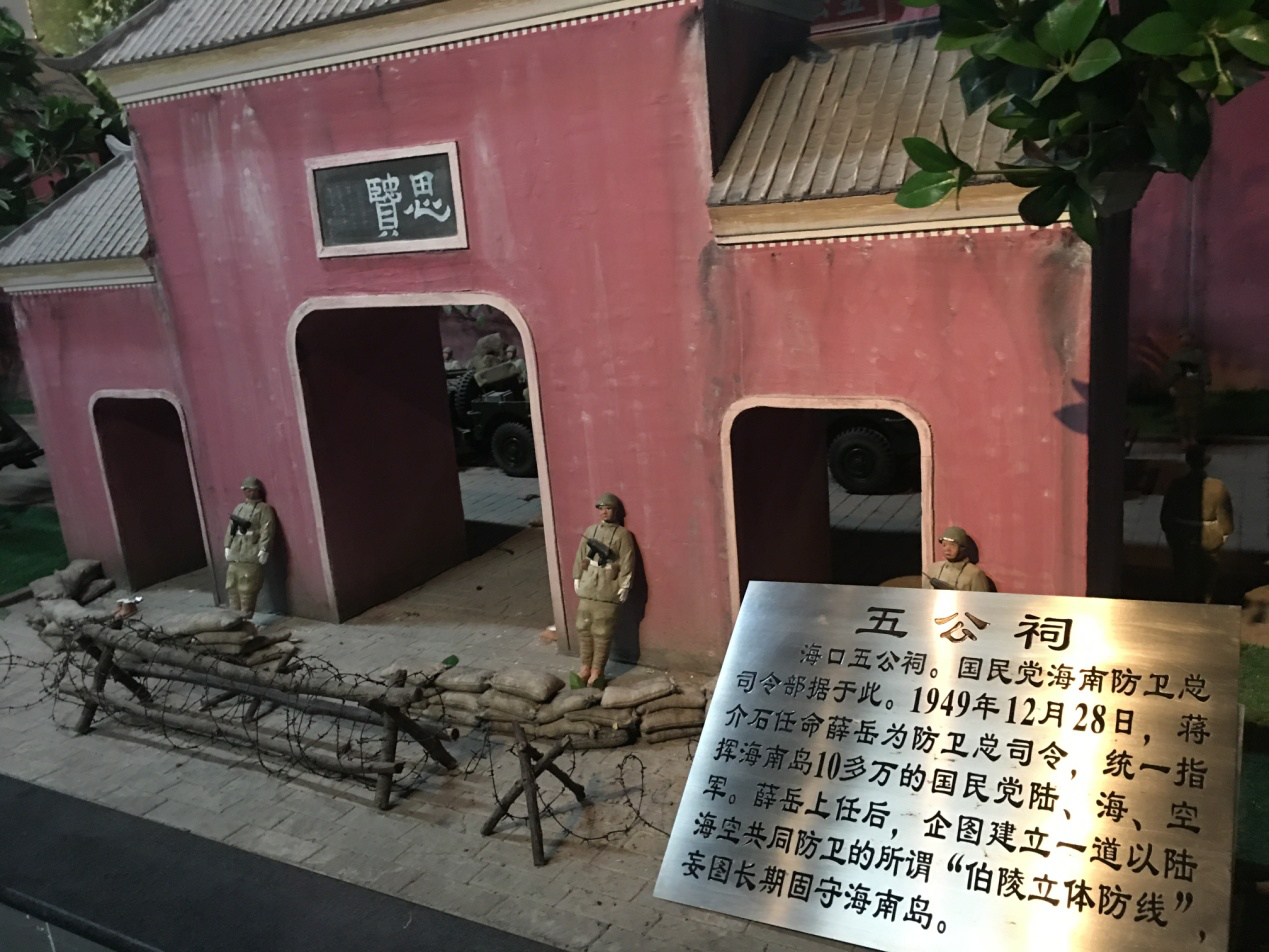 思賢
五公祠
海口五公祠。国民党海南防卫总
司令部据于此。1949年12月28日，蒋
介石任命薛岳为防卫总司令，统一指
挥海南岛10多万的国民党陆、海、空
军。薛岳上任后，企图建立一道以陆
海空共同防卫的所谓“伯陵立体防线”，
妄图长期固守海南岛。